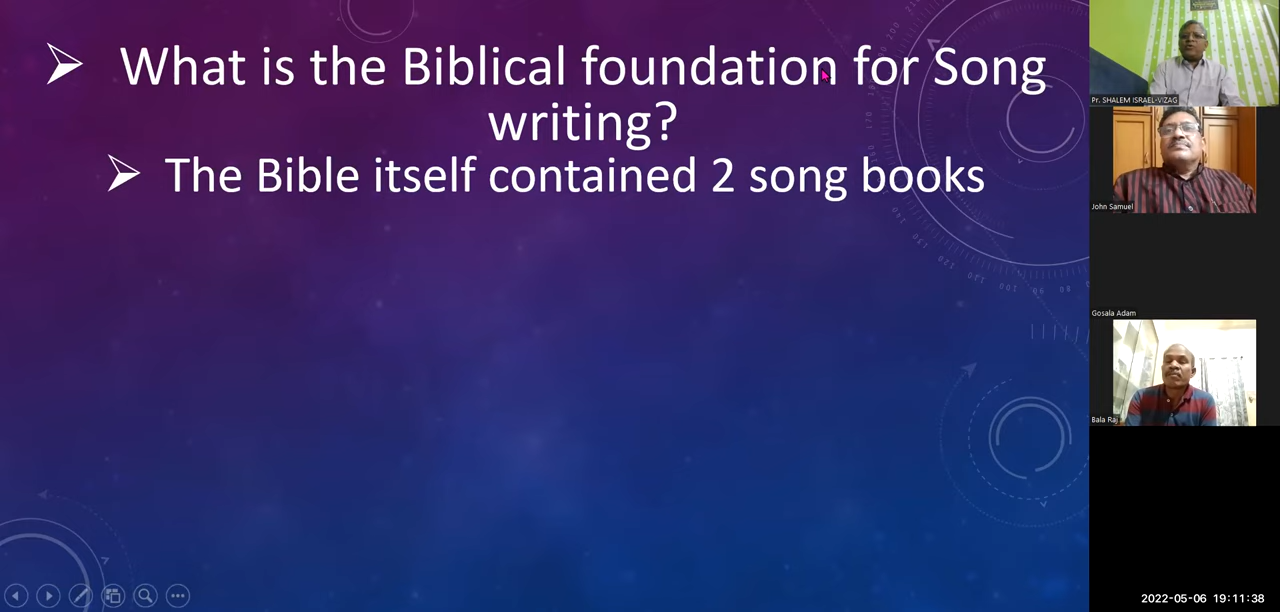 What is the Biblical foundation for Song
writing?
The Bible itself contained 2 song books
Pr. SHALEM ISRAEL-VIZAG
John Samuel
Gosala Adam
Bala Raj
2022-05-06 19:11:38